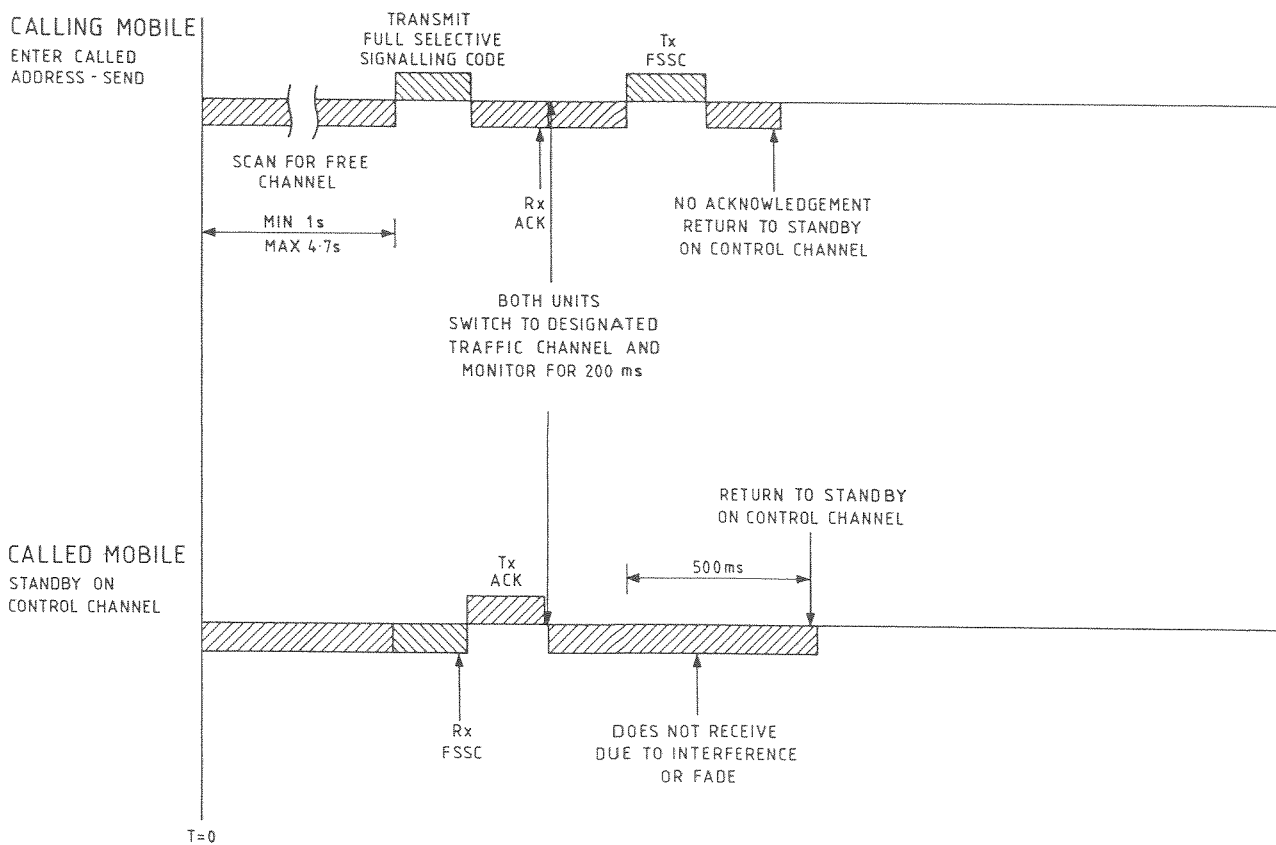 CALLING MOBILE
ENTER CALLED
ADDRESS - SEND
TRANSMIT
FULL SELECTIVE
SIGNALLING CODE
Tx
FSSC
SCAN FOR FREE
CHANNEL
MIN 1s
MAX 4·7s
Rx
ACK
NO ACKNOWLEDGEMENT
RETURN TO STANDBY
ON CONTROL CHANNEL
BOTH UNITS
SWITCH TO DESIGNATED
TRAFFIC CHANNEL AND
MONITOR FOR 200 ms
RETURN TO STANDBY
ON CONTROL CHANNEL
CALLED MOBILE
STANDBY ON
CONTROL CHANNEL
Tx
ACK
500ms
Rx
FSSC
DOES NOT RECEIVE
DUE TO INTERFERENCE
OR FADE
T=0